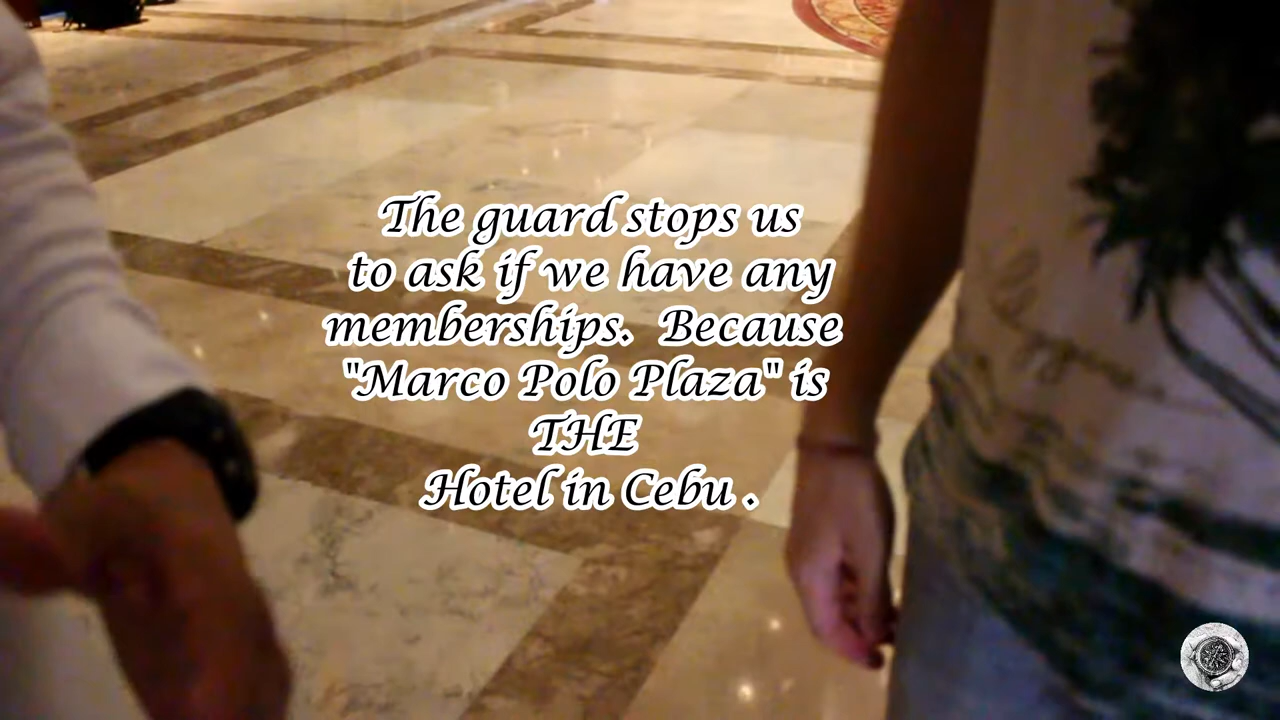 The guard stops us
to ask if we have any
memberships.  Because
"Marco Polo Plaza" is
THE
Hotel in Cebu .